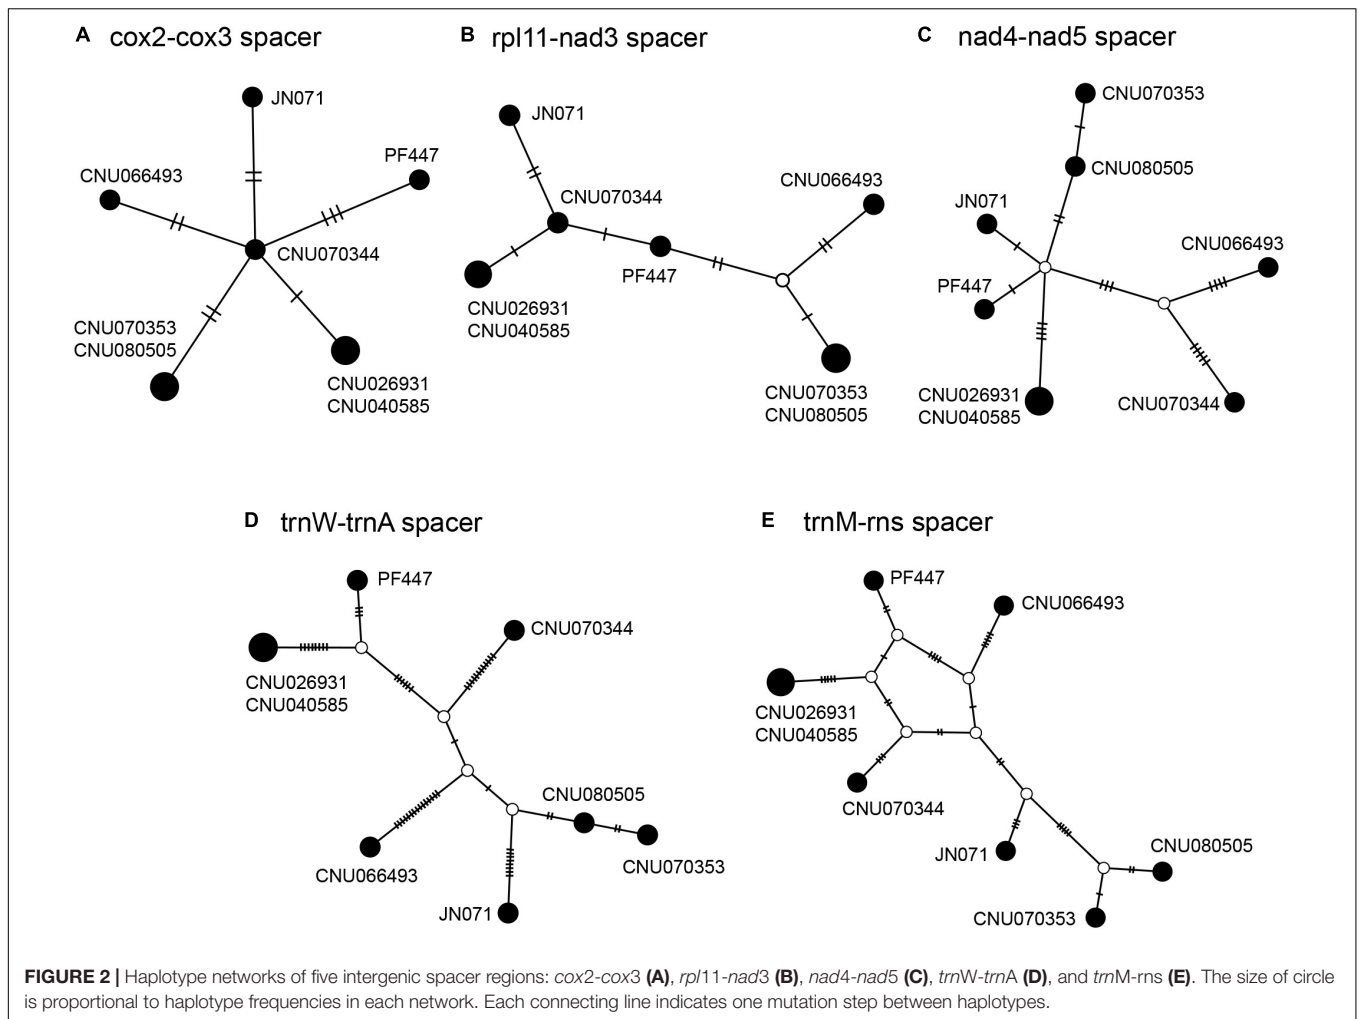 A cox2-cox3 spacer
JN071
PF447
CNU066493
CNU070344
CNU070353
CNU080505
CNU026931
CNU040585
B rpl11-nad3 spacer
JN071
CNU066493
CNU070344
PF447
CNU026931
CNU040585
CNU070353
CNU080505
C nad4-nad5 spacer
CNU070353
CNU080505
JN071
CNU066493
PF447
CNU026931
CNU040585
CNU070344
D trnW-trnA spacer
PF447
CNU070344
CNU026931
CNU040585
CNU080505
CNU066493
CNU070353
JN071
E trnM-rns spacer
PF447
CNU066493
CNU026931
CNU040585
CNU070344
JN071
CNU080505
CNU070353
FIGURE 2 | Haplotype networks of five intergenic spacer regions: cox2-cox3 (A), rpl11-nad3 (B), nad4-nad5 (C), trnW-trnA (D), and trnM-rns (E). The size of circle
is proportional to haplotype frequencies in each network. Each connecting line indicates one mutation step between haplotypes.